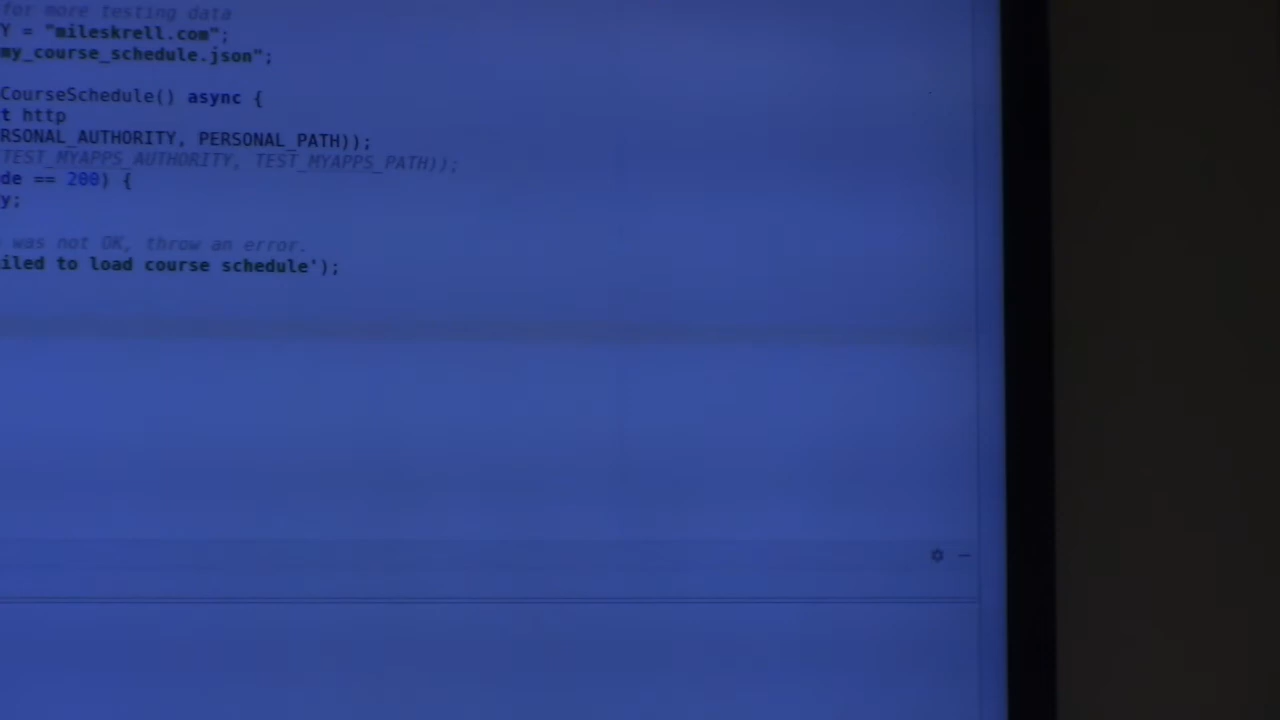 for more testing data
Y = "mileskrell.com";
my_course_schedule.json";
CourseSchedule() async {
t http
RSONAL_AUTHORITY, PERSONAL_PATH));
TEST_MYAPPS_AUTHORITY, TEST_MYAPPS_PATH));
de == 200) {
y;
was not OK, throw an error.
iled to load course schedule');